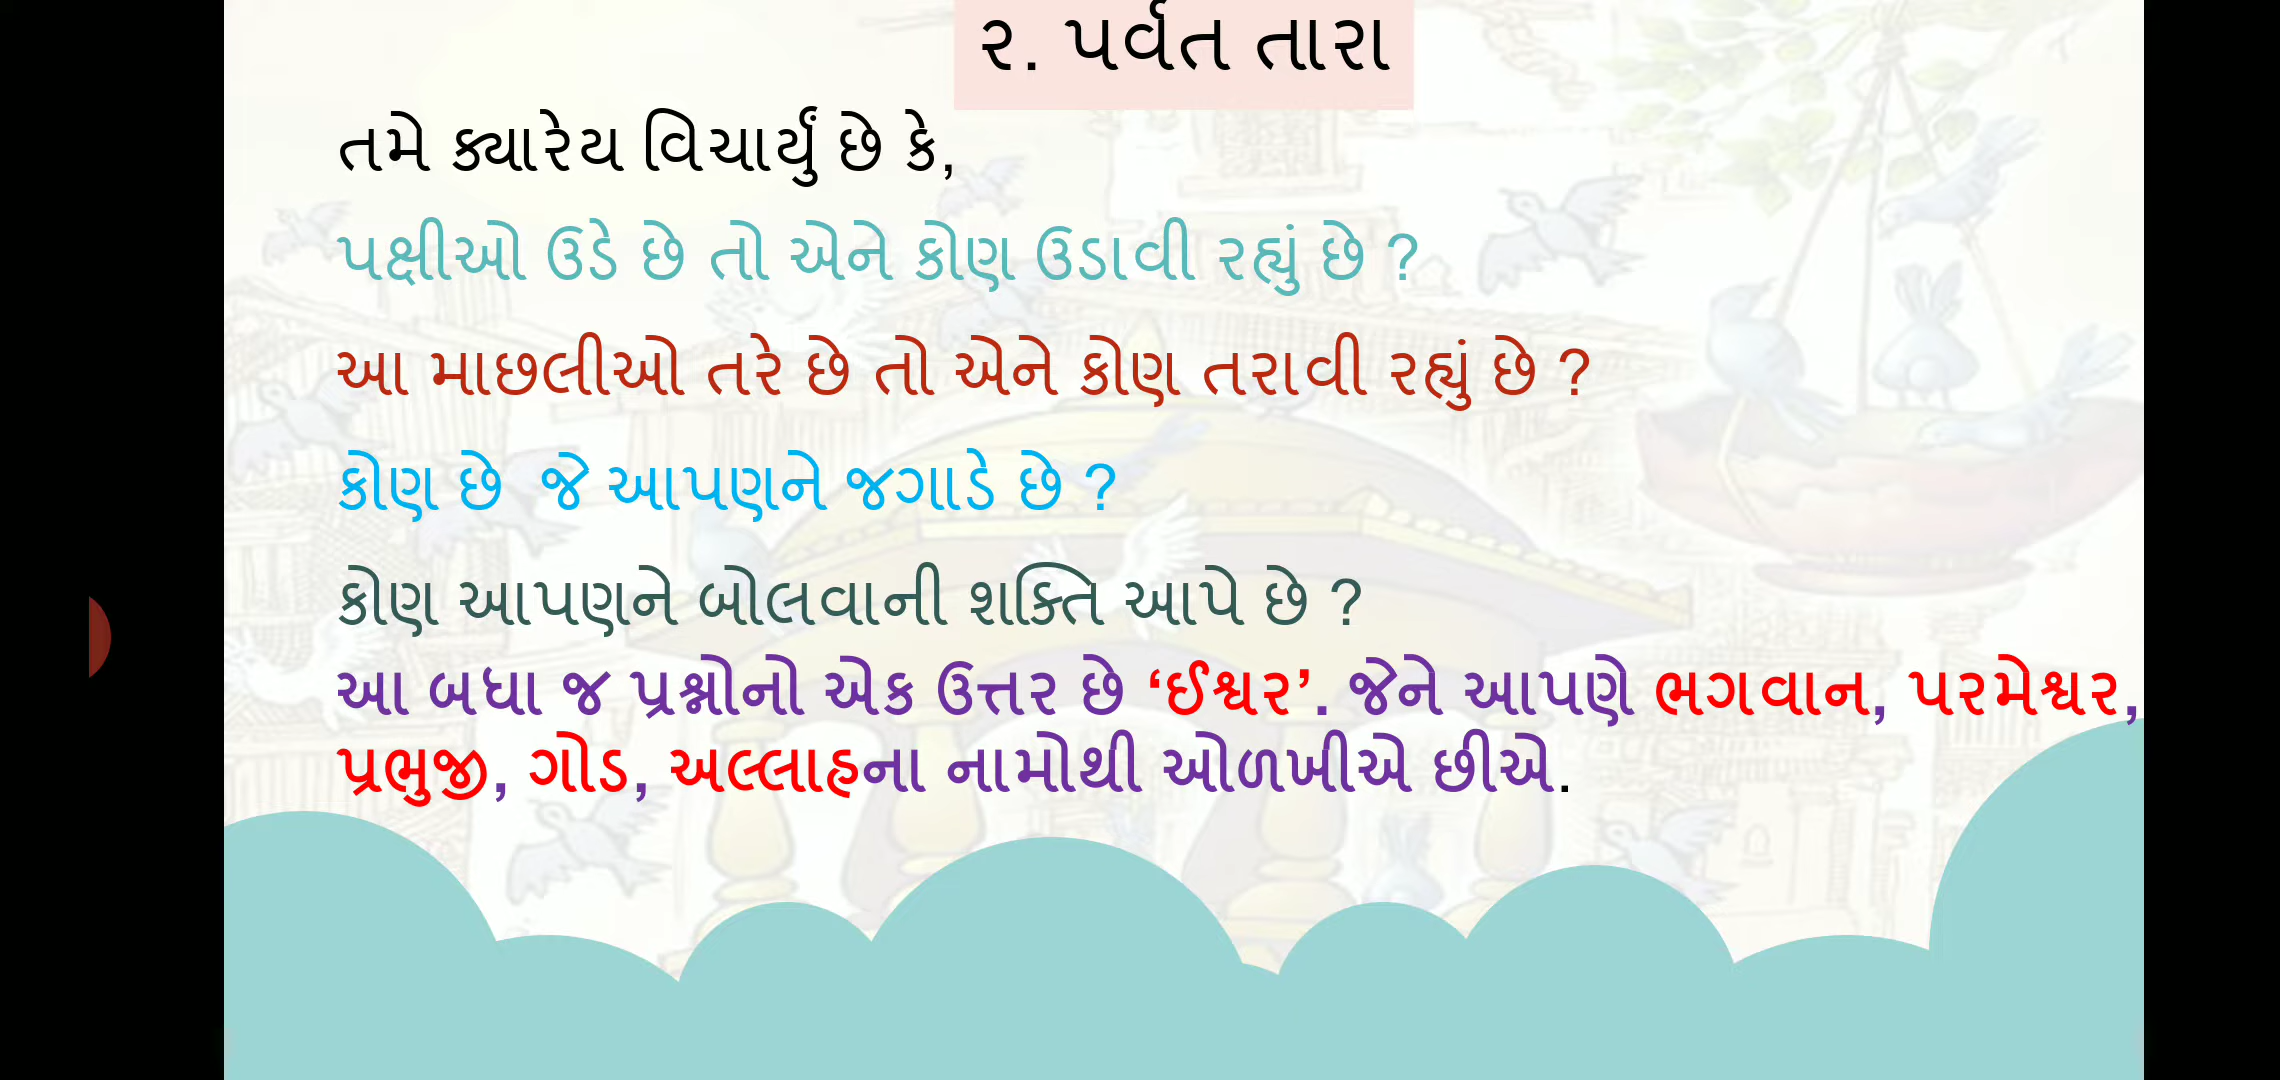 ૨. પર્વત તારા
તમે ક્યારેય વિચાર્યું છે કે,
પક્ષીઓ ઉડે છે તો એને કોણ ઉડાવી રહ્યું છે ?
આ માછલીઓ તરે છે તો એને કોણ તરાવી રહ્યું છે ?
કોણ છે જે આપણને જગાડે છે ?
કોણ આપણને બોલવાની શક્તિ આપે છે ?
આ બધા જ પ્રશ્નોનો એક ઉત્તર છે ‘ઈશ્વર’. જેને આપણે ભગવાન, પરમેશ્વર,
પ્રભુજી, ગોડ, અલ્લાહના નામોથી ઓળખીએ છીએ.